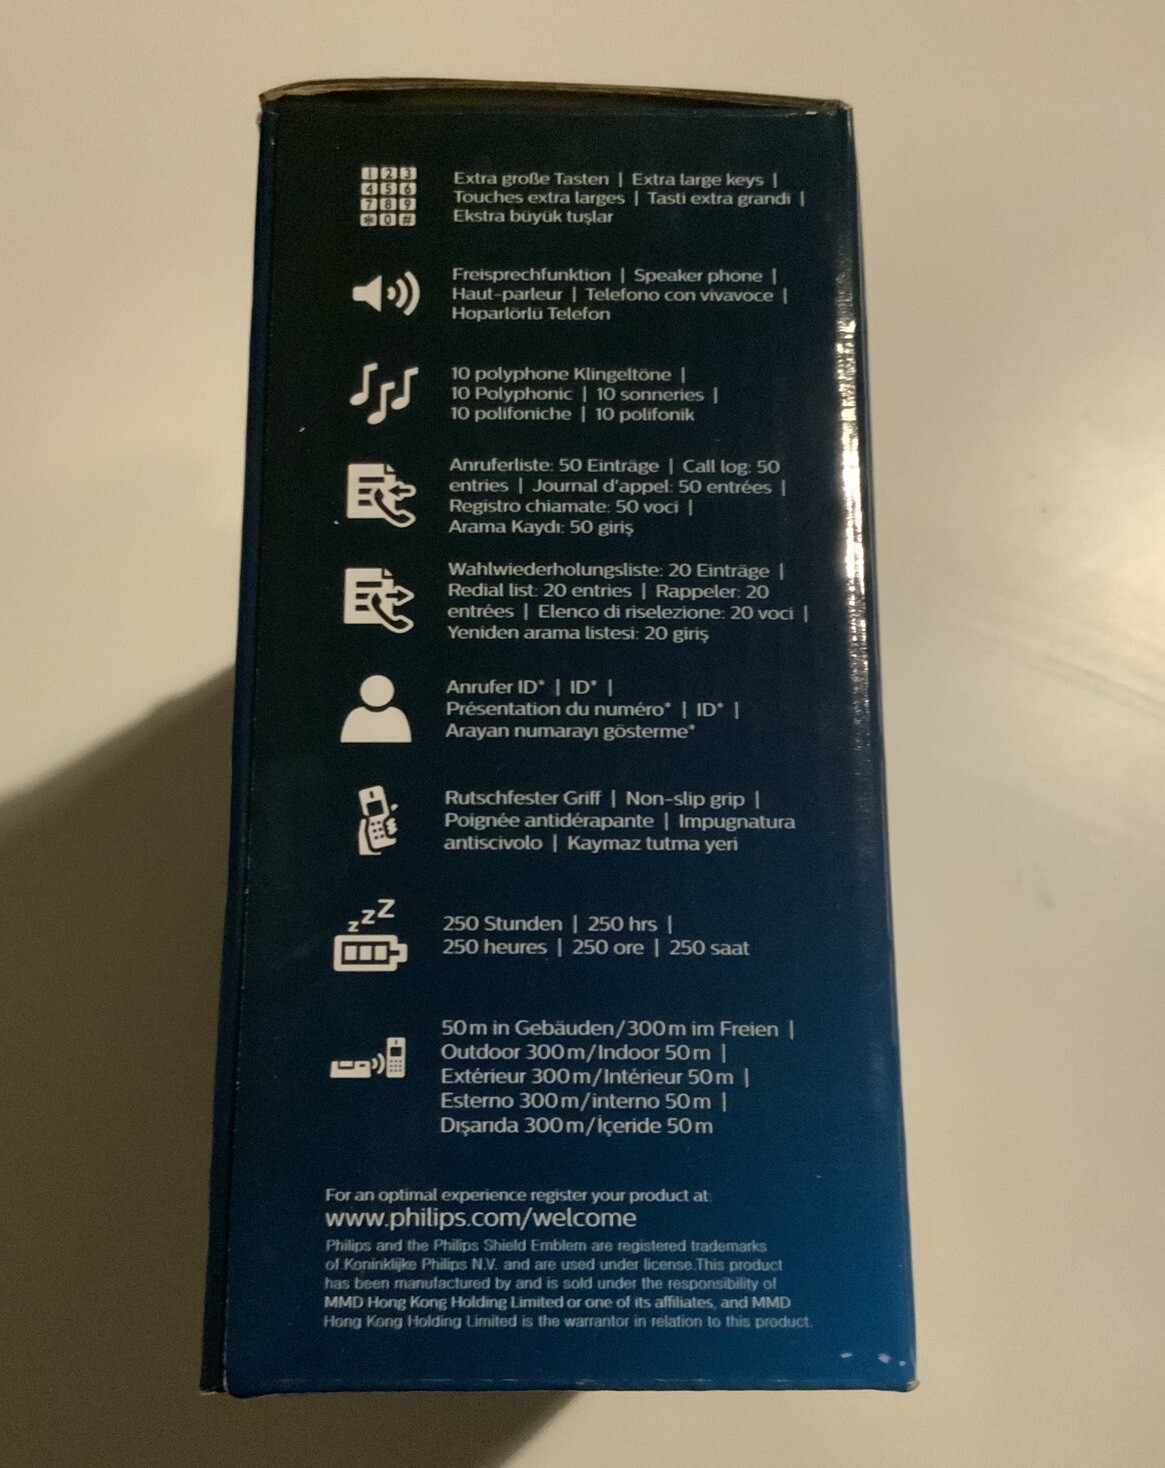 1 2 3
4 5 6
7 8 9
* 0 #
Extra große Tasten | Extra large keys |
Touches extra larges | Tasti extra grandi |
Ekstra büyük tuşlar
Freisprechfunktion | Speaker phone |
Haut-parleur | Telefono con vivavoce |
Hoparlörlü Telefon
10 polyphone Klingeltöne |
10 Polyphonic | 10 sonneries |
10 polifoniche | 10 polifonik
Anruferliste: 50 Einträge | Call log: 50
entries | Journal d'appel: 50 entrées |
Registro chiamate: 50 voci |
Arama Kaydı: 50 giriş
Wahlwiederholungsliste: 20 Einträge |
Redial list: 20 entries | Rappeler: 20
entrées | Elenco di riselezione: 20 voci |
Yeniden arama listesi: 20 giriş
Anrufer ID* | ID* |
Présentation du numéro* | ID* |
Arayan numarayı gösterme*
Rutschfester Griff | Non-slip grip |
Poignée antidérapante | Impugnatura
antiscivolo | Kaymaz tutma yeri
z z Z
250 Stunden | 250 hrs |
250 heures | 250 ore | 250 saat
50 m in Gebäuden/300 m im Freien |
Outdoor 300 m/Indoor 50 m |
Extérieur 300 m/Intérieur 50 m |
Esterno 300 m/interno 50 m |
Dışarıda 300 m/İçeride 50 m
For an optimal experience register your product at:
www.philips.com/welcome
Philips and the Philips Shield Emblem are registered trademarks
of Koninklijke Philips N.V. and are used under license.This product
has been manufactured by and is sold under the responsibility of
MMD Hong Kong Holding Limited or one of its affiliates, and MMD
Hong Kong Holding Limited is the warrantor in relation to this product.